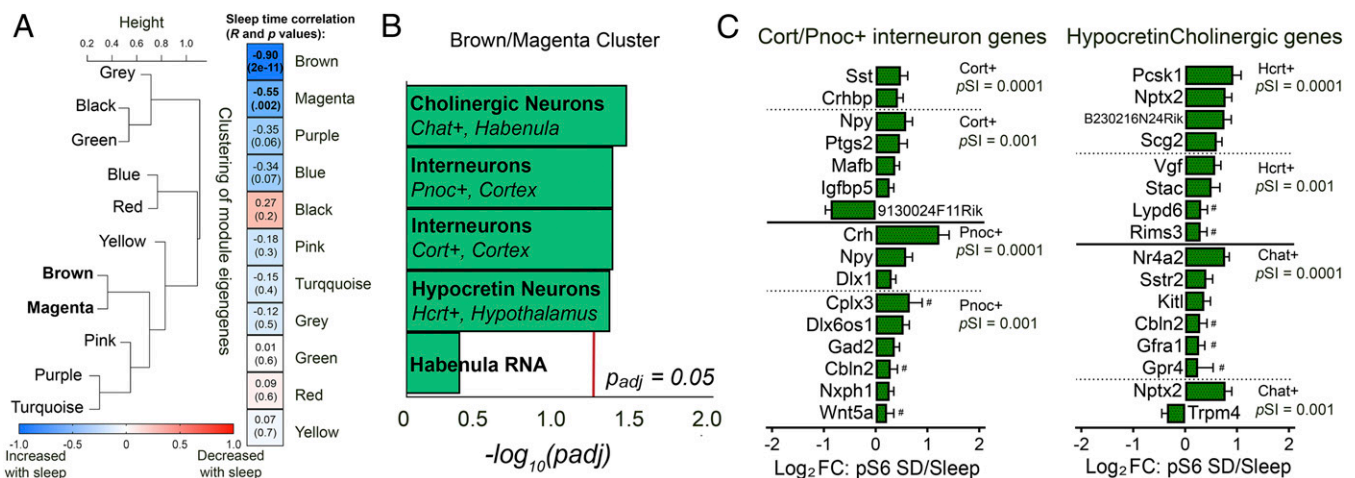 A
Height
0.2 0.4 0.6 0.8 1.0
Grey
Black
Green
Blue
Red
Yellow
Brown
Magenta
Pink
Purple
Turquoise
-1.0 -0.5 0 0.5 1.0
Increased with sleep
Decreased with sleep
Clustering of module eigengenes
Sleep time correlation
(R and p values):
-0.90
(2e-11)
Brown
-0.55
(.002)
Magenta
-0.35
(0.06)
Purple
-0.34
(0.07)
Blue
0.27
(0.2)
Black
-0.18
(0.3)
Pink
-0.15
(0.4)
Turqquoise
-0.12
(0.5)
Grey
0.01
(0.6)
Green
0.09
(0.6)
Red
0.07
(0.7)
Yellow
B
Brown/Magenta Cluster
Cholinergic Neurons
Chat+, Habenula
Interneurons
Pnoc+, Cortex
Interneurons
Cort+, Cortex
Hypocretin Neurons
Hcrt+, Hypothalamus
Habenula RNA
padj = 0.05
0 0.5 1.0 1.5 2.0
-log10(padj)
C
Cort/Pnoc+ interneuron genes
Sst
Crhbp
Cort+
pSI = 0.0001
Npy
Ptgs2
Mafb
Igfbp5
9130024F11Rik
Cort+
pSI = 0.001
Crh
Npy
Dlx1
Pnoc+
pSI = 0.0001
Cplx3 #
Dlx6os1
Gad2
Cbln2 #
Nxph1
Wnt5a #
Pnoc+
pSI = 0.001
-2 -1 0 1 2
Log2FC: pS6 SD/Sleep
HypocretinCholinergic genes
Pcsk1
Nptx2
B230216N24Rik
Scg2
Hcrt+
pSI = 0.0001
Vgf
Stac
Lypd6 #
Rims3 #
Hcrt+
pSI = 0.001
Nr4a2
Sstr2
Kitl
Cbln2 #
Gfra1 #
Gpr4 #
Chat+
pSI = 0.0001
Nptx2
Trpm4
Chat+
pSI = 0.001
-2 -1 0 1 2
Log2FC: pS6 SD/Sleep